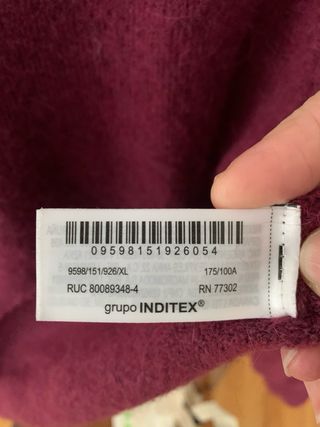 09598151926054
9598/151/926/XL 175/100A
RUC 80089348-4 RN 77302
grupo INDITEX®